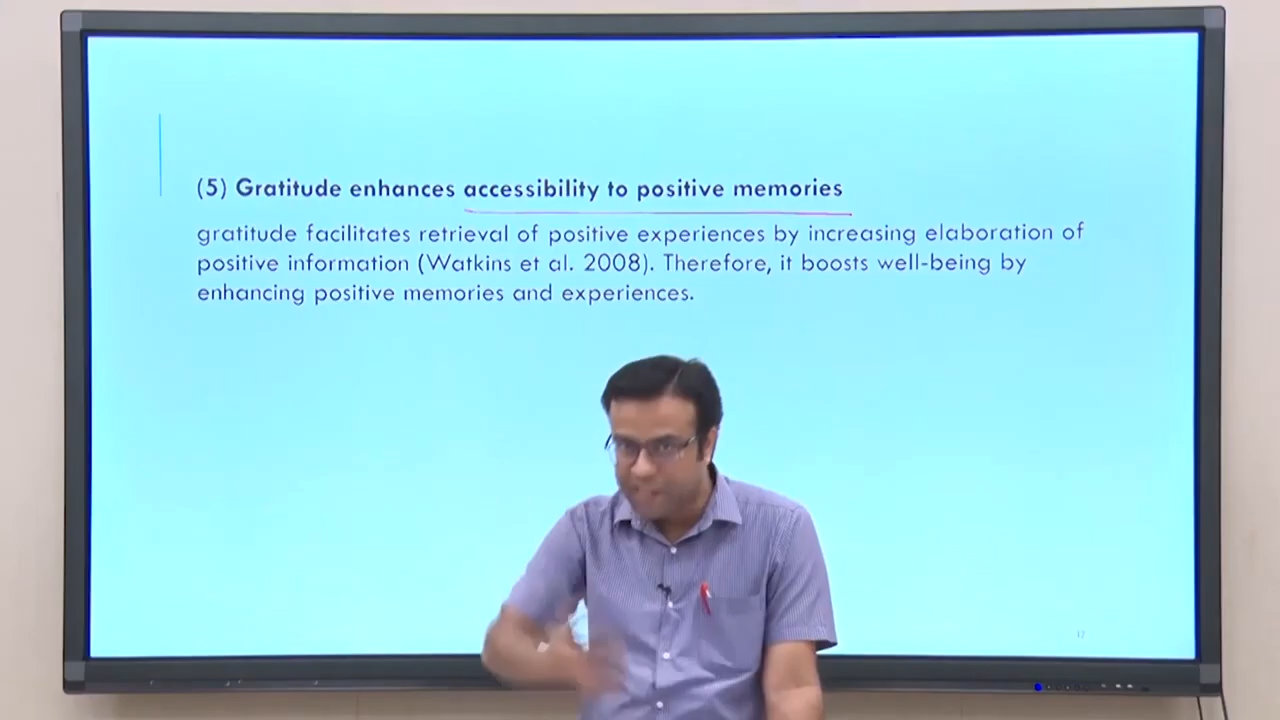 (5) Gratitude enhances accessibility to positive memories
gratitude facilitates retrieval of positive experiences by increasing elaboration of
positive information (Watkins et al. 2008). Therefore, it boosts well-being by
enhancing positive memories and experiences.
12